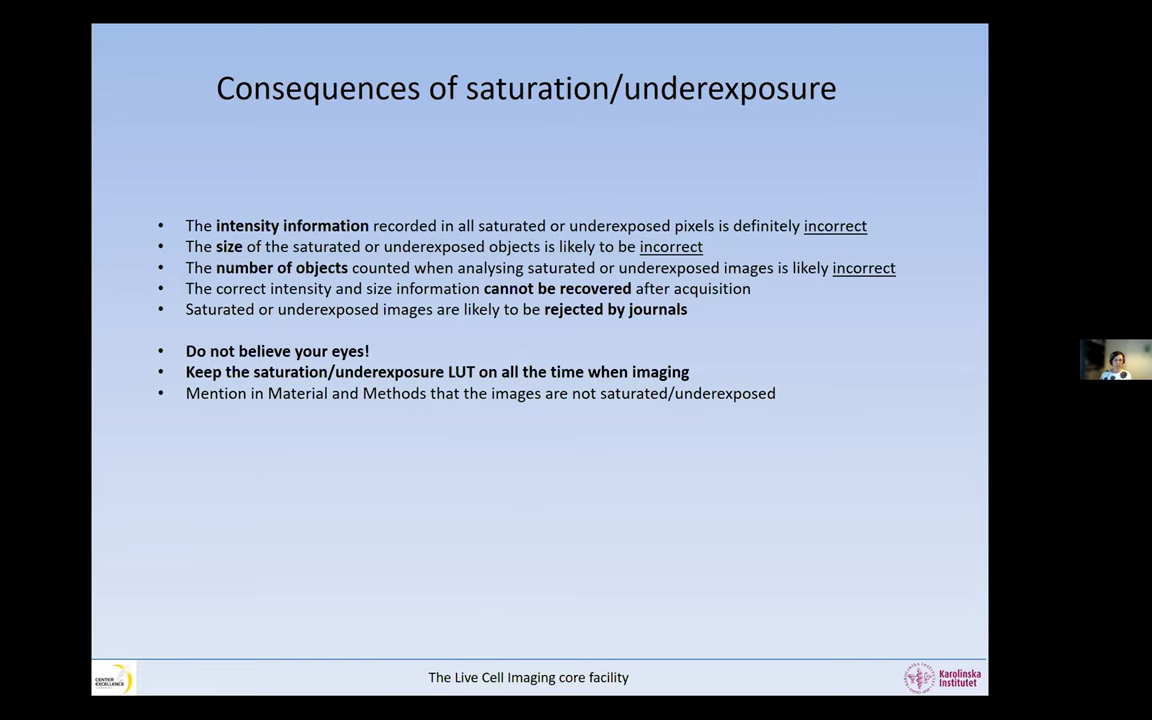 Consequences of saturation/underexposure
• The intensity information recorded in all saturated or underexposed pixels is definitely incorrect
• The size of the saturated or underexposed objects is likely to be incorrect
• The number of objects counted when analysing saturated or underexposed images is likely incorrect
• The correct intensity and size information cannot be recovered after acquisition
• Saturated or underexposed images are likely to be rejected by journals
• Do not believe your eyes!
• Keep the saturation/underexposure LUT on all the time when imaging
• Mention in Material and Methods that the images are not saturated/underexposed
CENTER
EXCELLENCE
The Live Cell Imaging core facility
Karolinska
Institutet